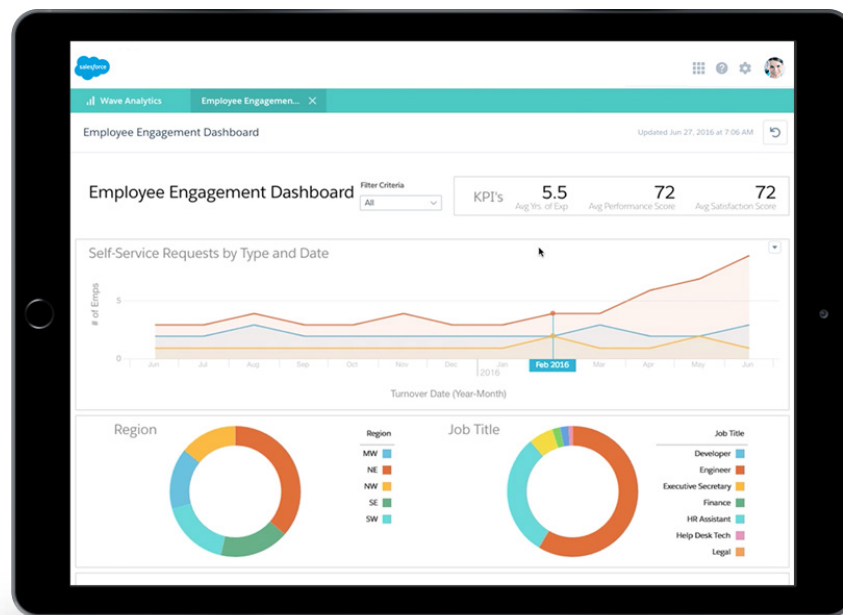 salesforce
Wave Analytics
Employee Engagemen... X
Employee Engagement Dashboard
Updated Jun 27, 2016 at 7:06 AM
Employee Engagement Dashboard
Filter Criteria
All
KPI's
5.5
Avg Yrs. of Exp
72
Avg Performance Score
72
Avg Satisfaction Score
Self-Service Requests by Type and Date
# of Emps
5
0
Jun Jul Aug Sep Oct Nov Dec Jan Feb 2016 Mar Apr May Jun
2016
Turnover Date (Year-Month)
Region
Region
MW
NE
NW
SE
SW
Job Title
Job Title
Developer
Engineer
Executive Secretary
Finance
HR Assistant
Help Desk Tech
Legal